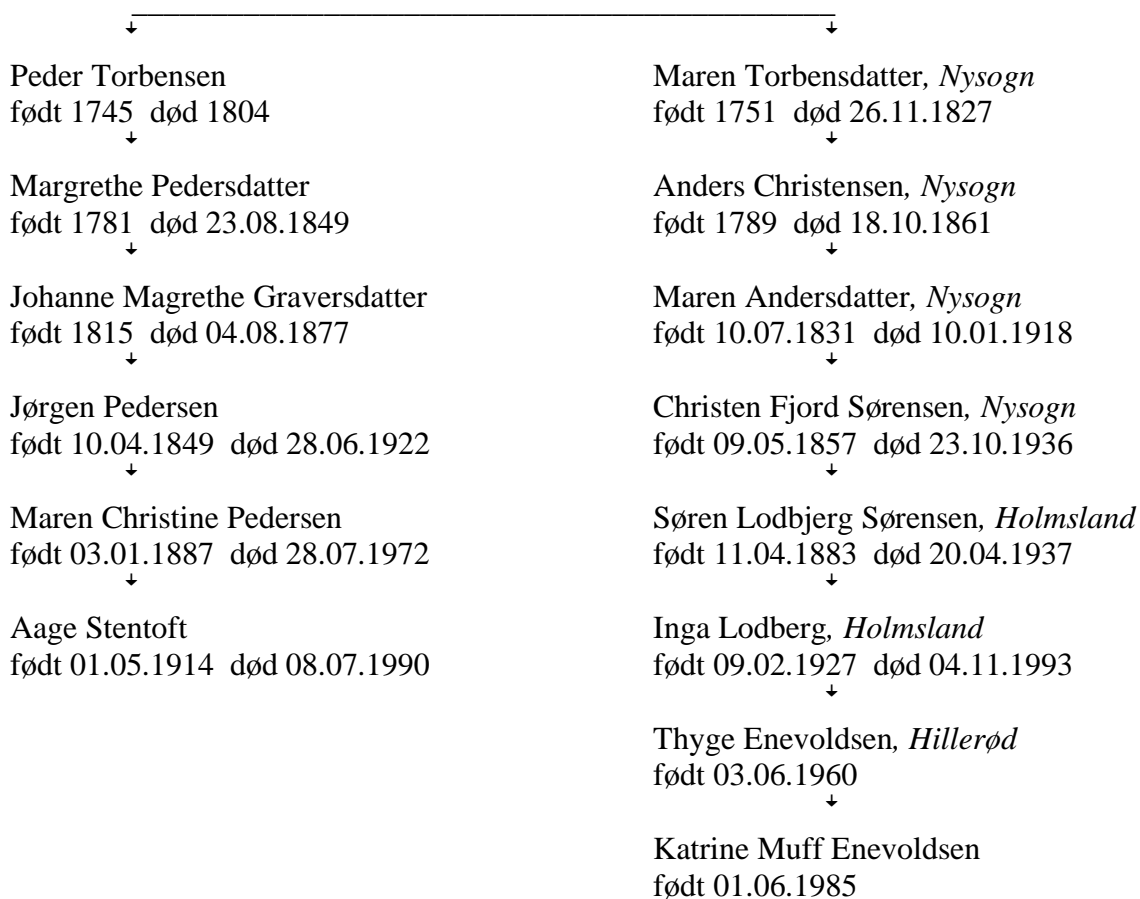 Peder Torbensen
født 1745 død 1804
Margrethe Pedersdatter
født 1781 død 23.08.1849
Johanne Magrethe Graversdatter
født 1815 død 04.08.1877
Jørgen Pedersen
født 10.04.1849 død 28.06.1922
Maren Christine Pedersen
født 03.01.1887 død 28.07.1972
Aage Stentoft
født 01.05.1914 død 08.07.1990
Maren Torbensdatter, Nysogn
født 1751 død 26.11.1827
Anders Christensen, Nysogn
født 1789 død 18.10.1861
Maren Andersdatter, Nysogn
født 10.07.1831 død 10.01.1918
Christen Fjord Sørensen, Nysogn
født 09.05.1857 død 23.10.1936
Søren Lodbjerg Sørensen, Holmsland
født 11.04.1883 død 20.04.1937
Inga Lodberg, Holmsland
født 09.02.1927 død 04.11.1993
Thyge Enevoldsen, Hillerød
født 03.06.1960
Katrine Muff Enevoldsen
født 01.06.1985